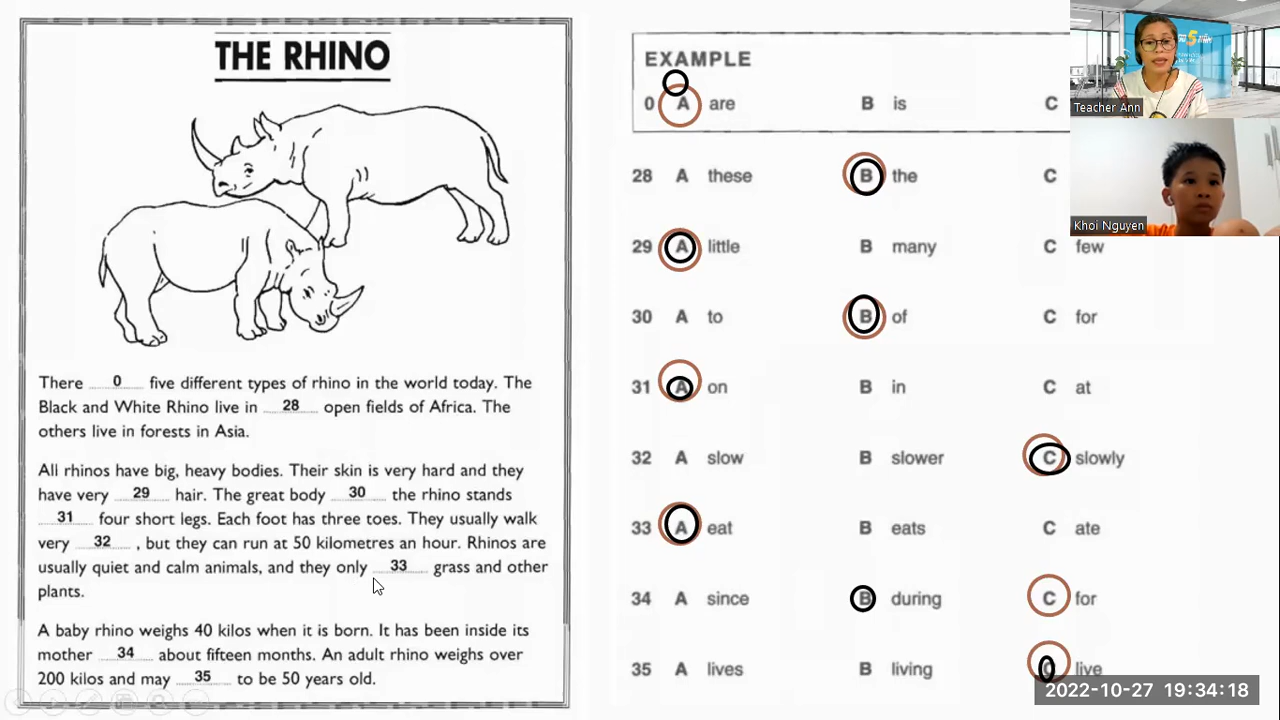 THE RHINO
There 0 five different types of rhino in the world today. The
Black and White Rhino live in 28 open fields of Africa. The
others live in forests in Asia.
All rhinos have big, heavy bodies. Their skin is very hard and they
have very 29 hair. The great body 30 the rhino stands
31 four short legs. Each foot has three toes. They usually walk
very 32 , but they can run at 50 kilometres an hour. Rhinos are
usually quiet and calm animals, and they only 33 grass and other
plants.
A baby rhino weighs 40 kilos when it is born. It has been inside its
mother 34 about fifteen months. An adult rhino weighs over
200 kilos and may 35 to be 50 years old.
EXAMPLE
0 A are B is C
28 A these B the C
29 A little B many C few
30 A to B of C for
31 A on B in C at
32 A slow B slower C slowly
33 A eat B eats C ate
34 A since B during C for
35 A lives B living C live
Teacher Ann
Khoi Nguyen
2022-10-27 19:34:18